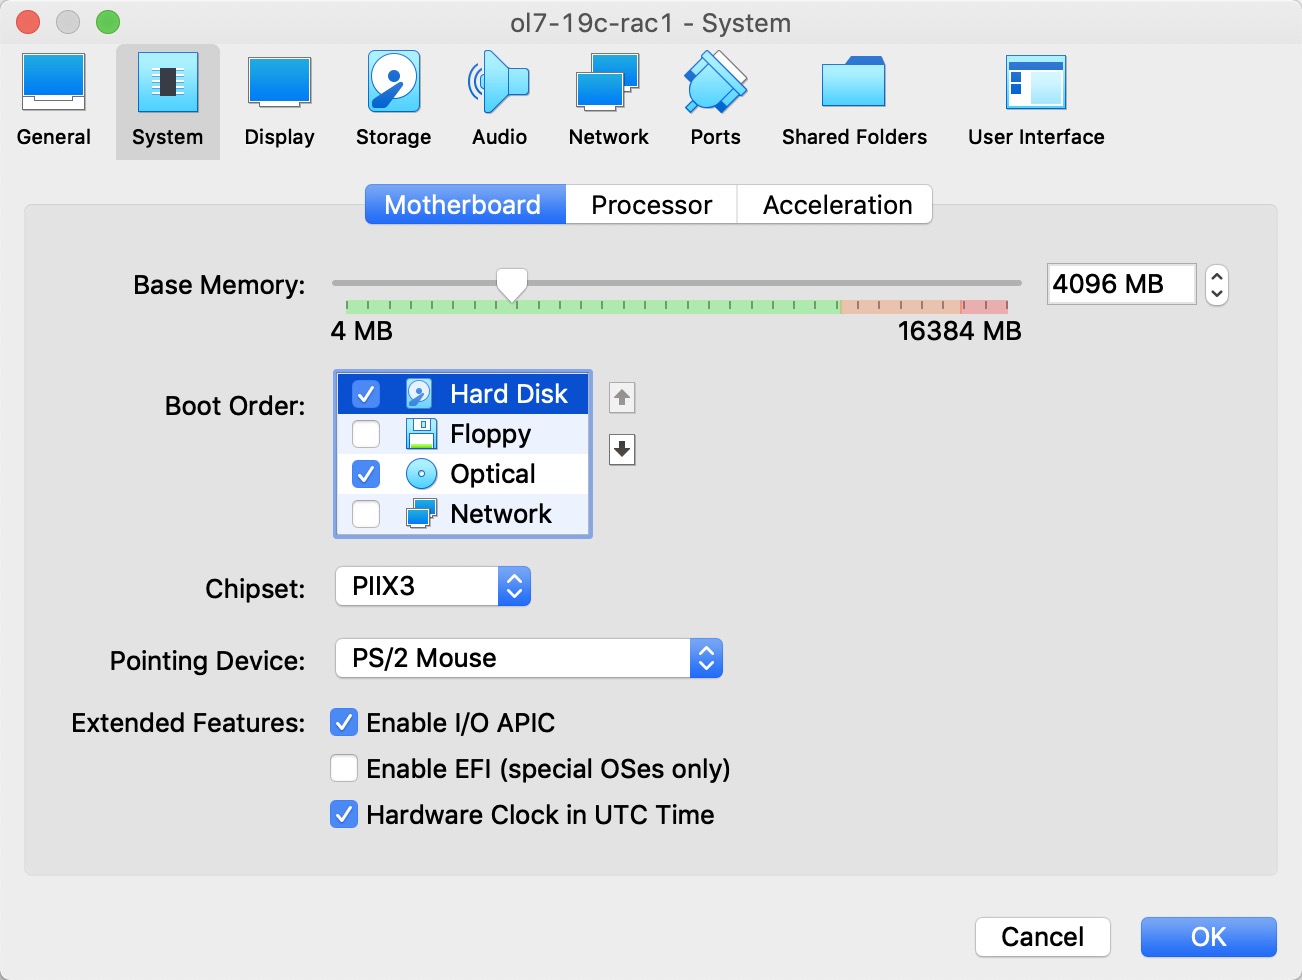 ol7-19c-rac1 - System
General System Display Storage Audio Network Ports Shared Folders User Interface
Motherboard Processor Acceleration
Base Memory: 4096 MB
4 MB 16384 MB
Boot Order: Hard Disk
Floppy
Optical
Network
Chipset: PIIX3
Pointing Device: PS/2 Mouse
Extended Features: Enable I/O APIC
Enable EFI (special OSes only)
Hardware Clock in UTC Time
Cancel OK